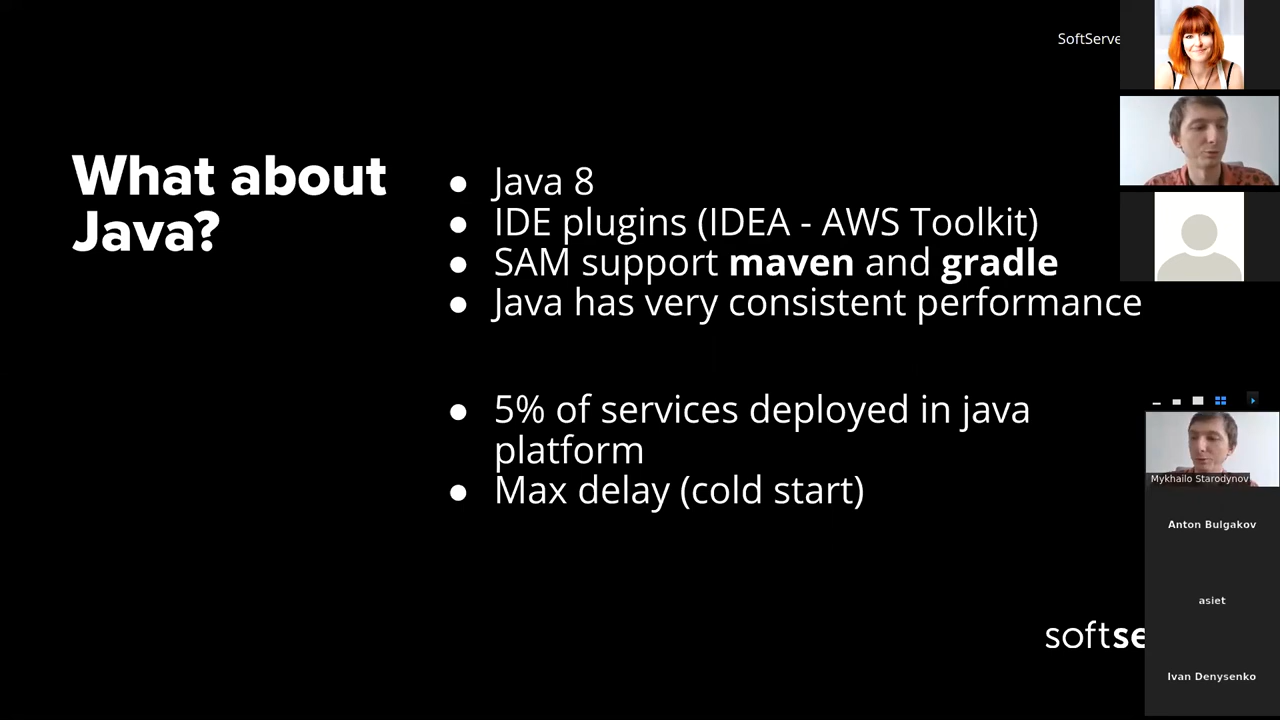 SoftServe
What about
Java?
● Java 8
● IDE plugins (IDEA - AWS Toolkit)
● SAM support maven and gradle
● Java has very consistent performance
● 5% of services deployed in java
platform
● Max delay (cold start)
softse
Mykhailo Starodynov
Anton Bulgakov
asiet
Ivan Denysenko